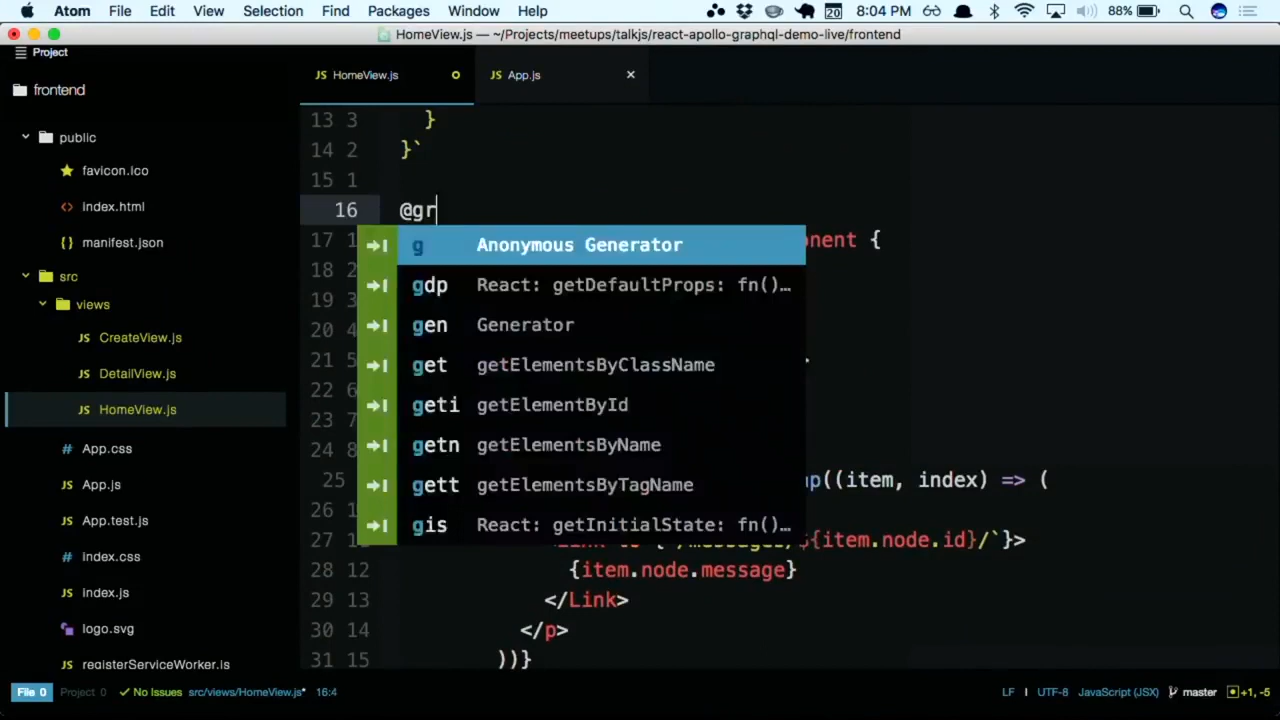 Atom File Edit View Selection Find Packages Window Help 20 8:04 PM 88%
HomeView.js — ~/Projects/meetups/talkjs/react-apollo-graphql-demo-live/frontend
Project
HomeView.js App.js
frontend
public
favicon.ico
index.html
manifest.json
src
views
CreateView.js
DetailView.js
HomeView.js
App.css
App.js
App.test.js
index.css
index.js
logo.svg
registerServiceWorker.js
13 3 }
14 2 }`
15 1
16 @gr
17 1 onent {
18 2
19 3
20 4
21 5
22 6
23 7
24 8
25 ap((item, index) => (
26 1
27 ${item.node.id}/`}>
28 12 {item.node.message}
29 13 </Link>
30 14 </p>
31 15 ))}
g Anonymous Generator
gdp React: getDefaultProps: fn()…
gen Generator
get getElementsByClassName
geti getElementById
getn getElementsByName
gett getElementsByTagName
gis React: getInitialState: fn()…
File 0 Project 0 No Issues src/views/HomeView.js* 16:4 LF UTF-8 JavaScript (JSX) master +1, -5